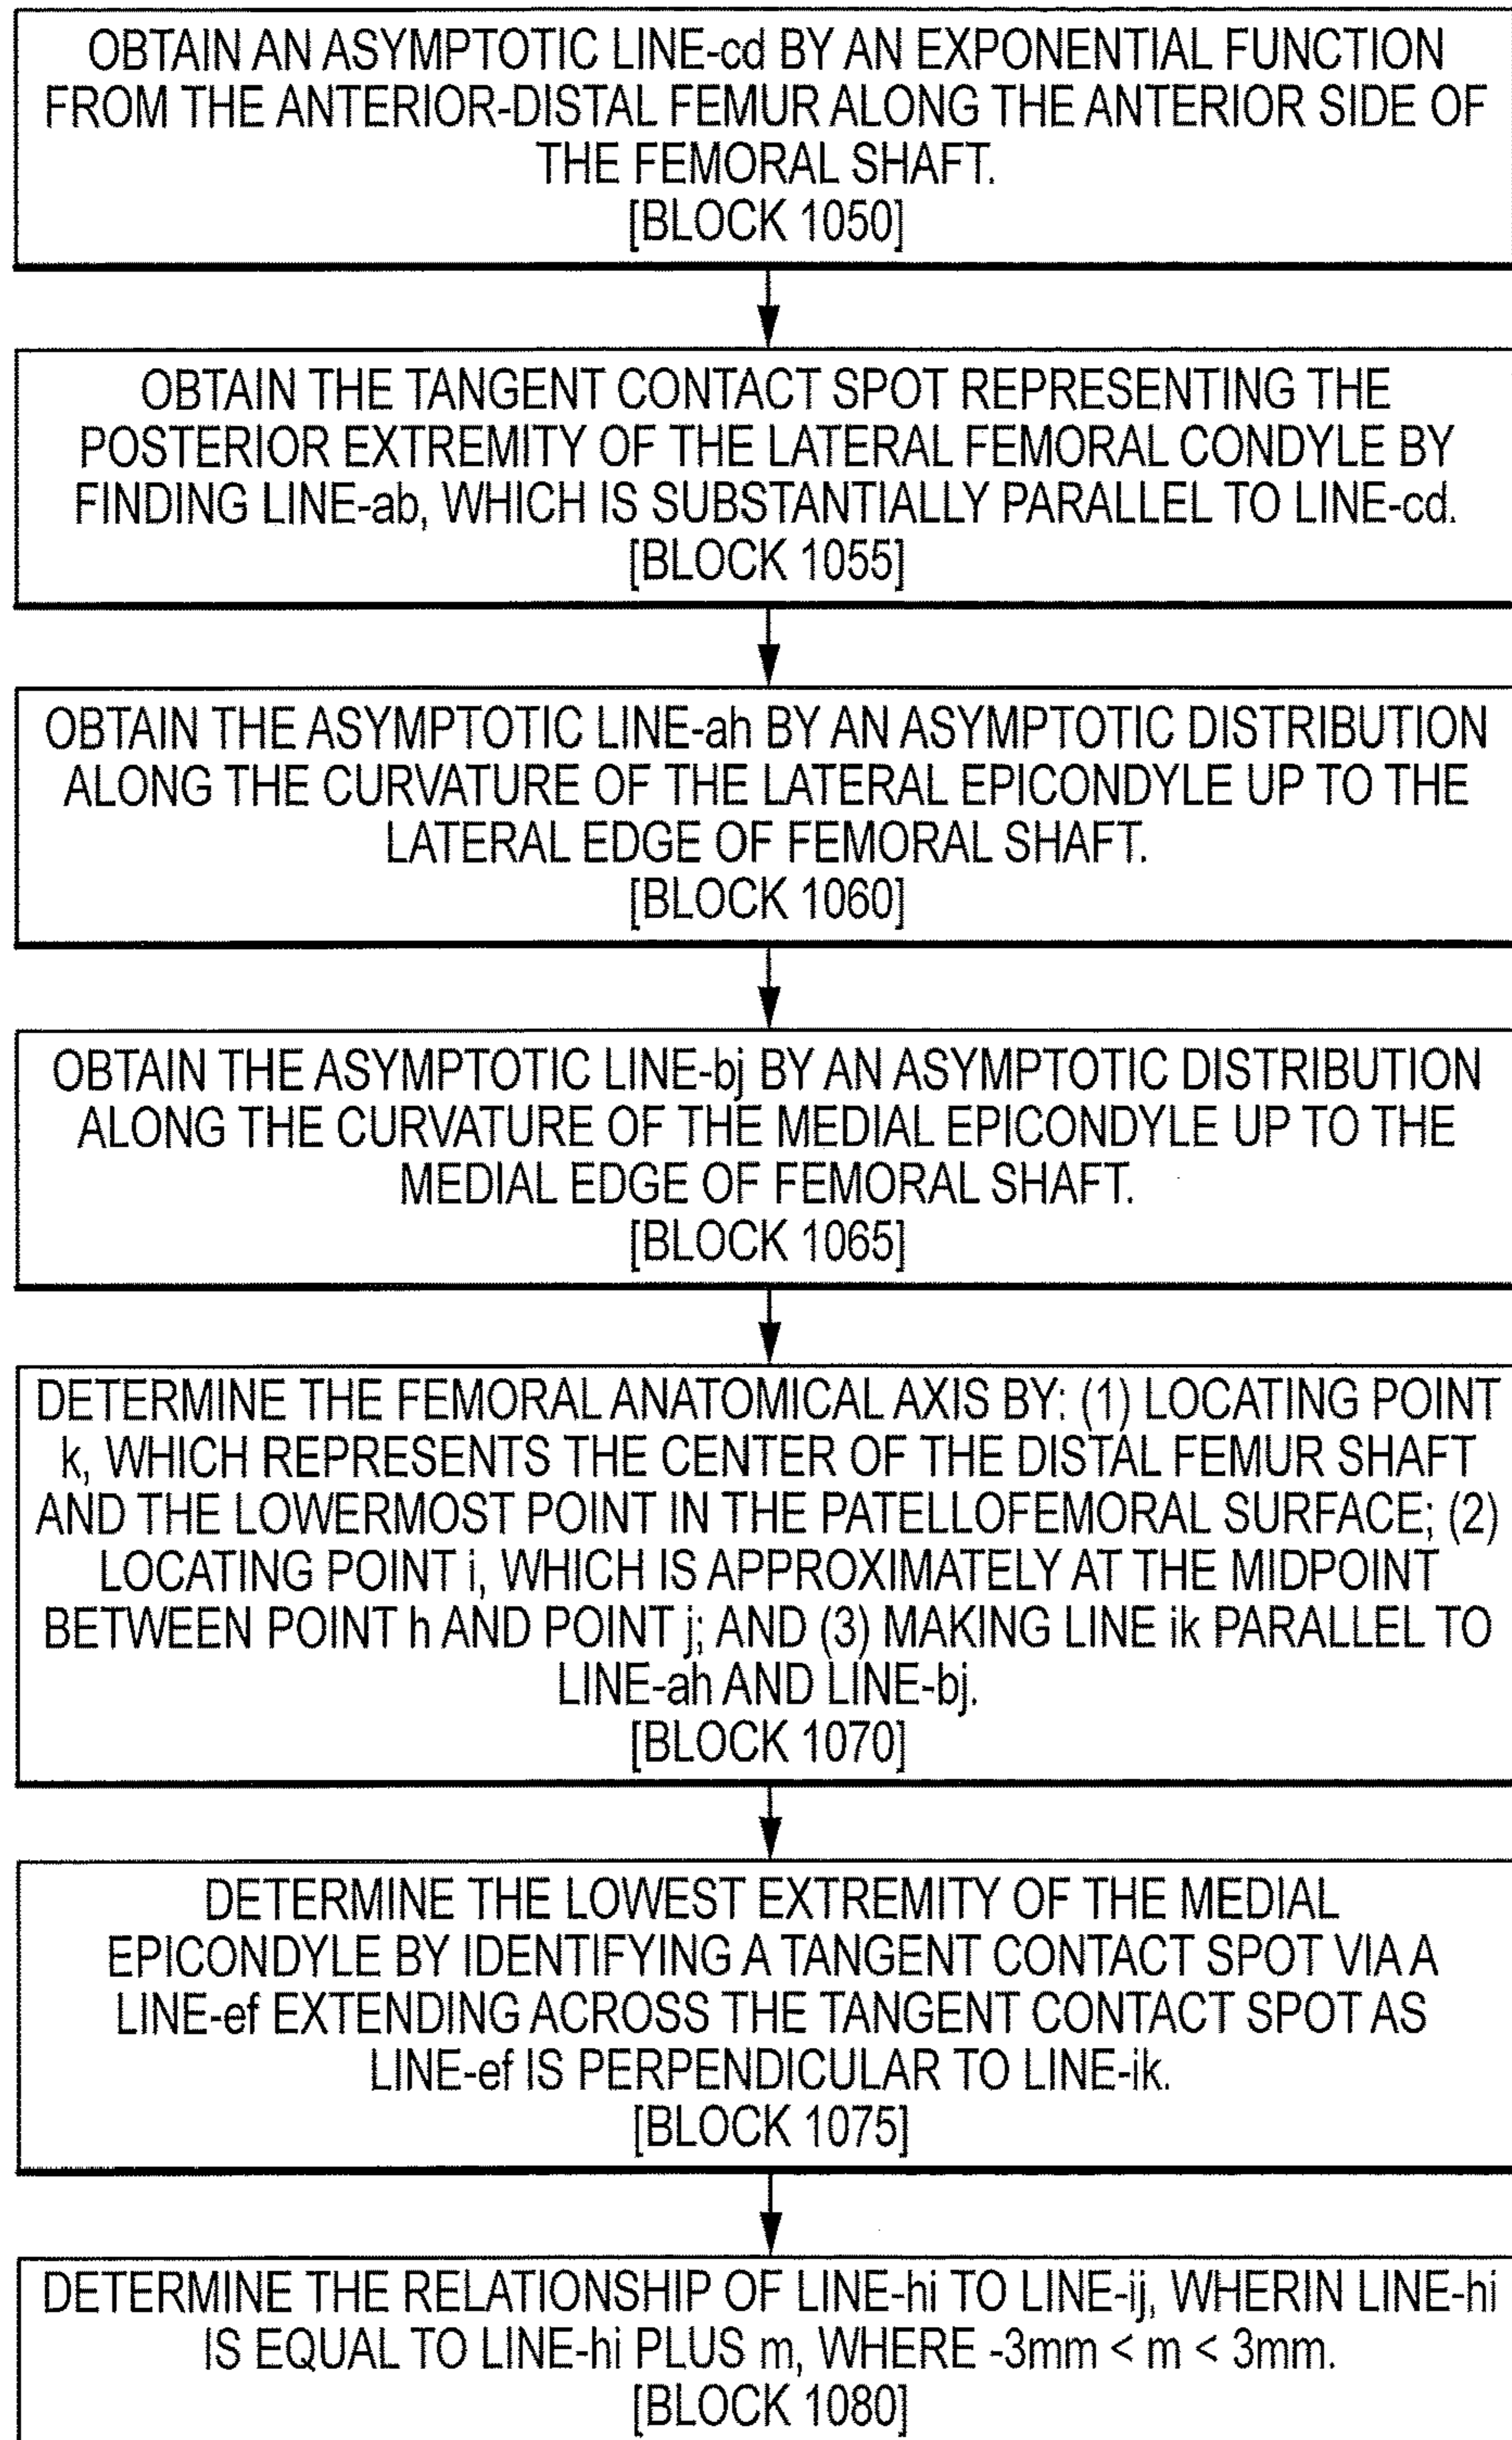 OBTAIN AN ASYMPTOTIC LINE-cd BY AN EXPONENTIAL FUNCTION
FROM THE ANTERIOR-DISTAL FEMUR ALONG THE ANTERIOR SIDE OF
THE FEMORAL SHAFT.
[BLOCK 1050]
OBTAIN THE TANGENT CONTACT SPOT REPRESENTING THE
POSTERIOR EXTREMITY OF THE LATERAL FEMORAL CONDYLE BY
FINDING LINE-ab, WHICH IS SUBSTANTIALLY PARALLEL TO LINE-cd.
[BLOCK 1055]
OBTAIN THE ASYMPTOTIC LINE-ah BY AN ASYMPTOTIC DISTRIBUTION
ALONG THE CURVATURE OF THE LATERAL EPICONDYLE UP TO THE
LATERAL EDGE OF FEMORAL SHAFT.
[BLOCK 1060]
OBTAIN THE ASYMPTOTIC LINE-bj BY AN ASYMPTOTIC DISTRIBUTION
ALONG THE CURVATURE OF THE MEDIAL EPICONDYLE UP TO THE
MEDIAL EDGE OF FEMORAL SHAFT.
[BLOCK 1065]
DETERMINE THE FEMORAL ANATOMICAL AXIS BY: (1) LOCATING POINT
k, WHICH REPRESENTS THE CENTER OF THE DISTAL FEMUR SHAFT
AND THE LOWERMOST POINT IN THE PATELLOFEMORAL SURFACE; (2)
LOCATING POINT i, WHICH IS APPROXIMATELY AT THE MIDPOINT
BETWEEN POINT h AND POINT j; AND (3) MAKING LINE ik PARALLEL TO
LINE-ah AND LINE-bj.
[BLOCK 1070]
DETERMINE THE LOWEST EXTREMITY OF THE MEDIAL
EPICONDYLE BY IDENTIFYING A TANGENT CONTACT SPOT VIA A
LINE-ef EXTENDING ACROSS THE TANGENT CONTACT SPOT AS
LINE-ef IS PERPENDICULAR TO LINE-ik.
[BLOCK 1075]
DETERMINE THE RELATIONSHIP OF LINE-hi TO LINE-ij, WHERIN LINE-hi
IS EQUAL TO LINE-hi PLUS m, WHERE -3mm < m < 3mm.
[BLOCK 1080]